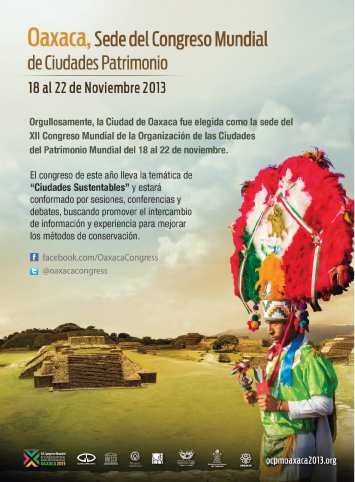 Oaxaca, Sede del Congreso Mundial
de Ciudades Patrimonio
18 al 22 de Noviembre 2013
Orgullosamente, la Ciudad de Oaxaca fue elegida como la sede del
XII Congreso Mundial de la Organización de las Ciudades
del Patrimonio Mundial del 18 al 22 de noviembre.
El congreso de este año lleva la temática de
“Ciudades Sustentables” y estará
conformado por sesiones, conferencias y
debates, buscando promover el intercambio
de información y experiencia para mejorar
los métodos de conservación.
facebook.com/OaxacaCongress
@oaxacacongress
OAXACA 2013
ocpmoaxaca2013.org